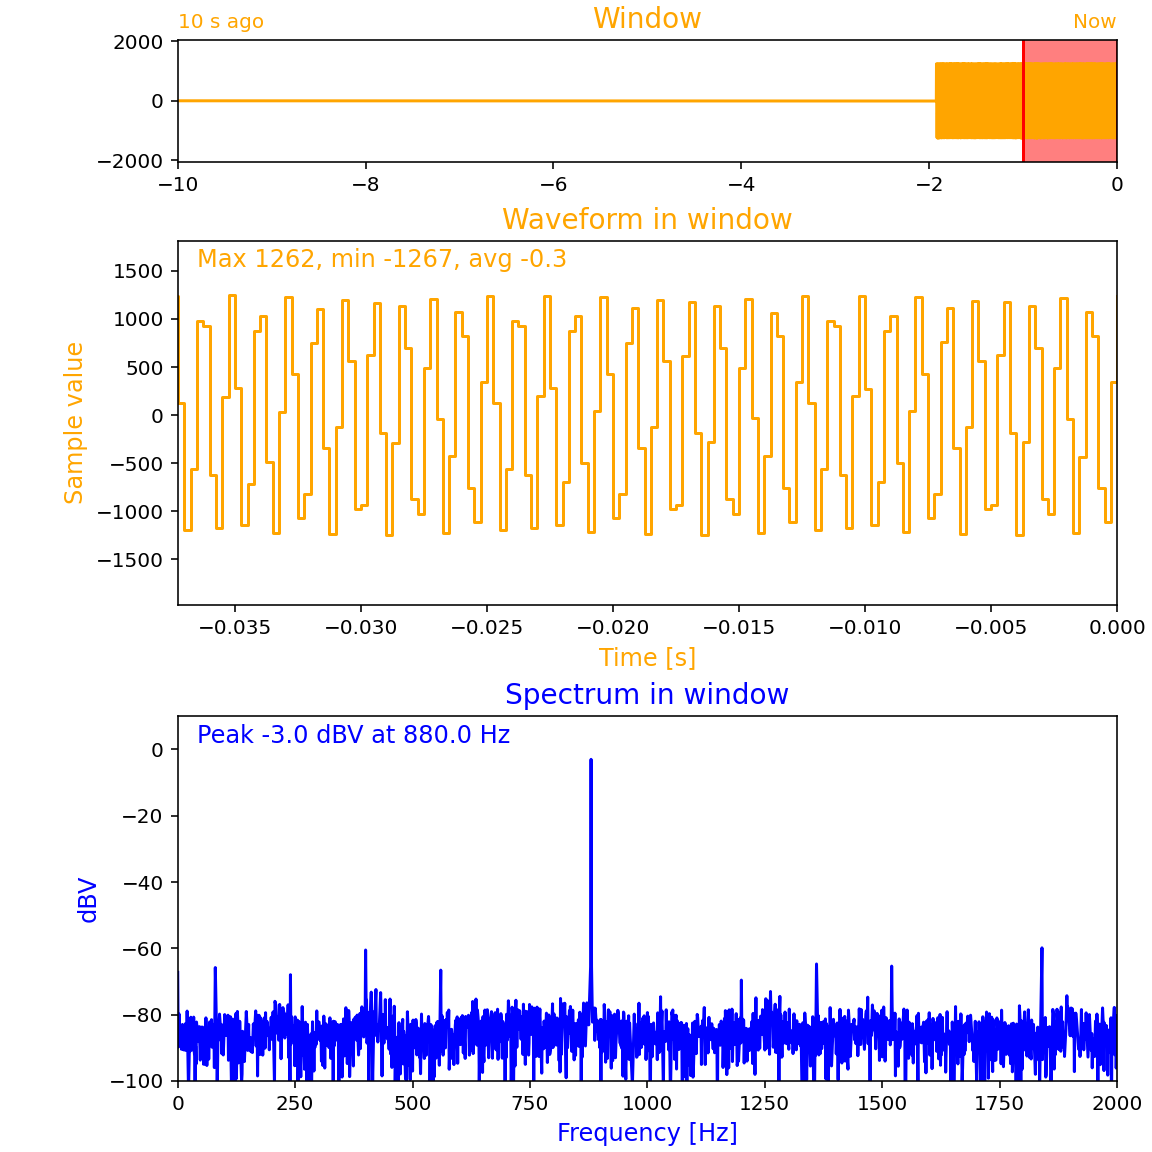 10 s ago Window Now
2000
0
−2000
−10 −8 −6 −4 −2 0
Waveform in window
Max 1262, min -1267, avg -0.3
1500
1000
500
0
−500
−1000
−1500
Sample value
−0.035 −0.030 −0.025 −0.020 −0.015 −0.010 −0.005 0.000
Time [s]
Spectrum in window
Peak -3.0 dBV at 880.0 Hz
0
−20
−40
−60
−80
−100
dBV
0 250 500 750 1000 1250 1500 1750 2000
Frequency [Hz]